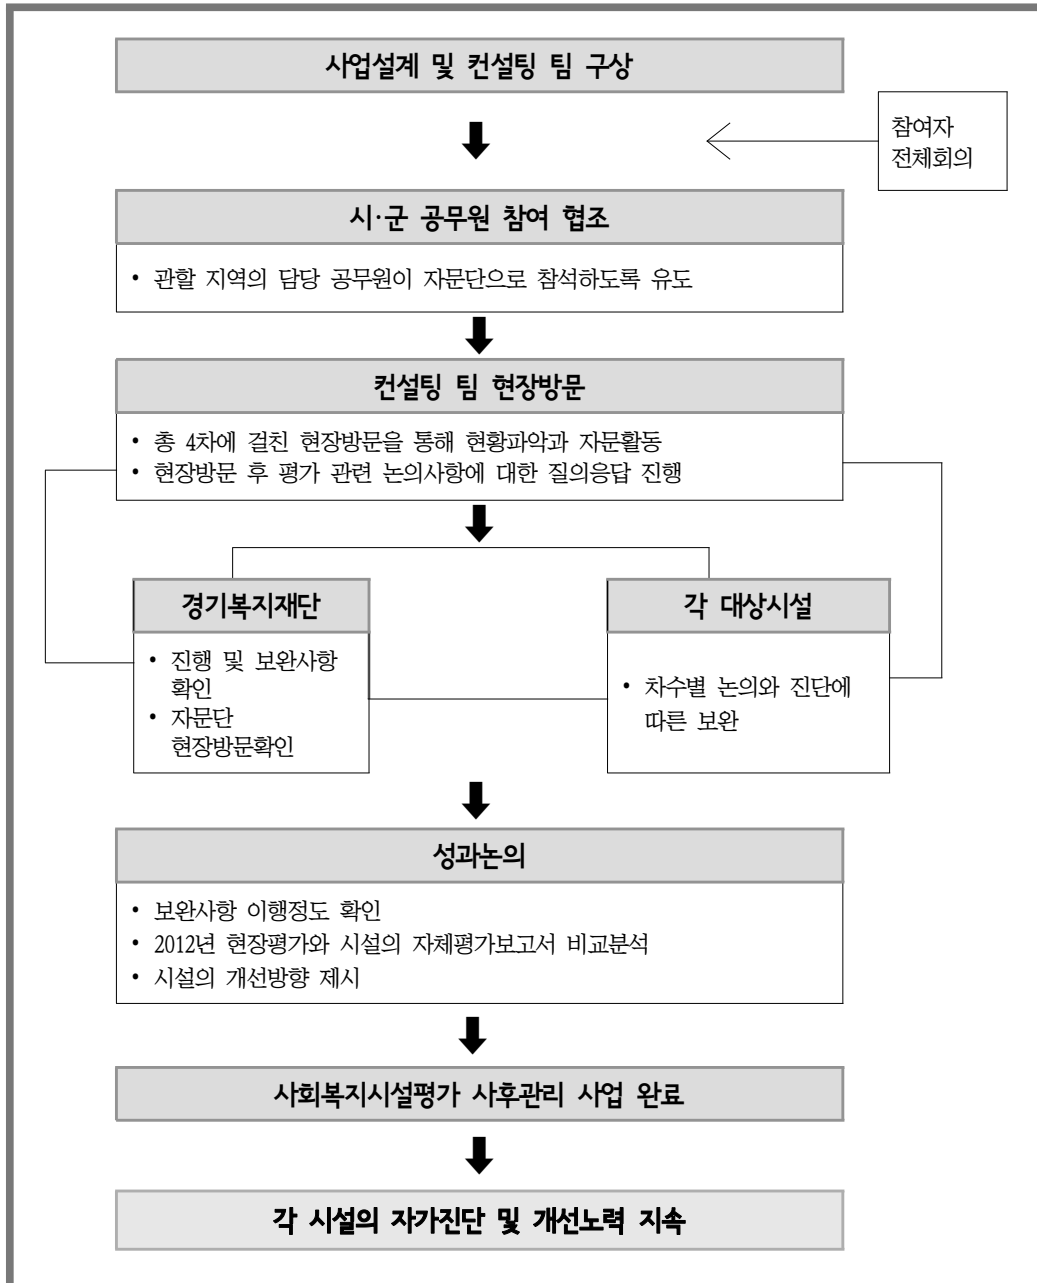 사업설계 및 컨설팅 팀 구상
참여자
전체회의
시·군 공무원 참여 협조
• 관할 지역의 담당 공무원이 자문단으로 참석하도록 유도
컨설팅 팀 현장방문
• 총 4차에 걸친 현장방문을 통해 현황파악과 자문활동
• 현장방문 후 평가 관련 논의사항에 대한 질의응답 진행
경기복지재단
• 진행 및 보완사항
확인
• 자문단
현장방문확인
각 대상시설
• 차수별 논의와 진단에
따른 보완
성과논의
• 보완사항 이행정도 확인
• 2012년 현장평가와 시설의 자체평가보고서 비교분석
• 시설의 개선방향 제시
사회복지시설평가 사후관리 사업 완료
각 시설의 자가진단 및 개선노력 지속